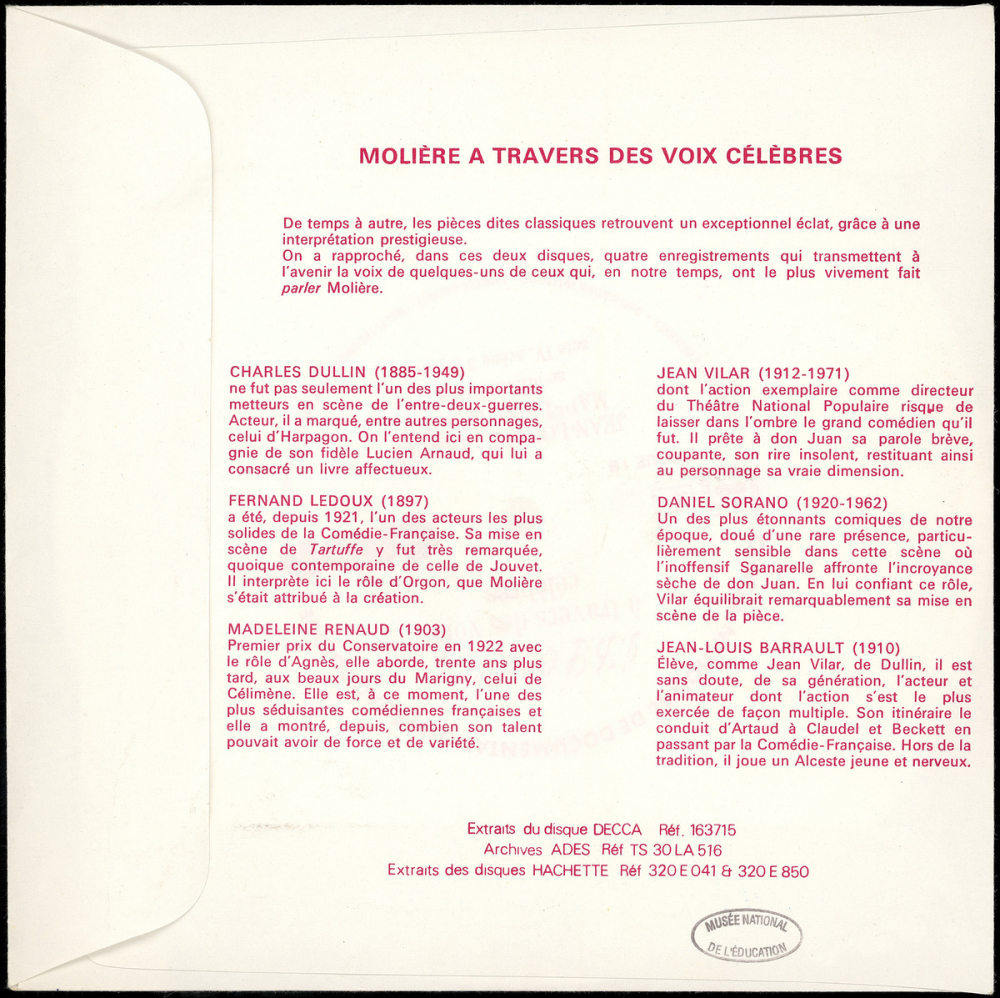 MOLIÈRE A TRAVERS DES VOIX CÉLÈBRES
De temps à autre, les pièces dites classiques retrouvent un exceptionnel éclat, grâce à une
interprétation prestigieuse.
On a rapproché, dans ces deux disques, quatre enregistrements qui transmettent à
l'avenir la voix de quelques-uns de ceux qui, en notre temps, ont le plus vivement fait
parler Molière.
CHARLES DULLIN (1885-1949)
ne fut pas seulement l'un des plus importants
metteurs en scène de l'entre-deux-guerres.
Acteur, il a marqué, entre autres personnages,
celui d'Harpagon. On l'entend ici en compa-
gnie de son fidèle Lucien Arnaud, qui lui a
consacré un livre affectueux.
FERNAND LEDOUX (1897)
a été, depuis 1921, l'un des acteurs les plus
solides de la Comédie-Française. Sa mise en
scène de Tartuffe y fut très remarquée,
quoique contemporaine de celle de Jouvet.
Il interprète ici le rôle d'Orgon, que Molière
s'était attribué à la création.
MADELEINE RENAUD (1903)
Premier prix du Conservatoire en 1922 avec
le rôle d'Agnès, elle aborde, trente ans plus
tard, aux beaux jours du Marigny, celui de
Célimène. Elle est, à ce moment, l'une des
plus séduisantes comédiennes françaises et
elle a montré, depuis, combien son talent
pouvait avoir de force et de variété.
JEAN VILAR (1912-1971)
dont l'action exemplaire comme directeur
du Théâtre National Populaire risque de
laisser dans l'ombre le grand comédien qu'il
fut. Il prête à don Juan sa parole brève,
coupante, son rire insolent, restituant ainsi
au personnage sa vraie dimension.
DANIEL SORANO (1920-1962)
Un des plus étonnants comiques de notre
époque, doué d'une rare présence, particu-
lièrement sensible dans cette scène où
l'inoffensif Sganarelle affronte l'incroyance
sèche de don Juan. En lui confiant ce rôle,
Vilar équilibrait remarquablement sa mise en
scène de la pièce.
JEAN-LOUIS BARRAULT (1910)
Élève, comme Jean Vilar, de Dullin, il est
sans doute, de sa génération, l'acteur et
l'animateur dont l'action s'est le plus
exercée de façon multiple. Son itinéraire le
conduit d'Artaud à Claudel et Beckett en
passant par la Comédie-Française. Hors de la
tradition, il joue un Alceste jeune et nerveux.
Extraits du disque DECCA Réf. 163715
Archives ADES Réf TS 30 LA 516
Extraits des disques HACHETTE Réf 320 E 041 & 320 E 850
MUSÉE NATIONAL
DE L'ÉDUCATION